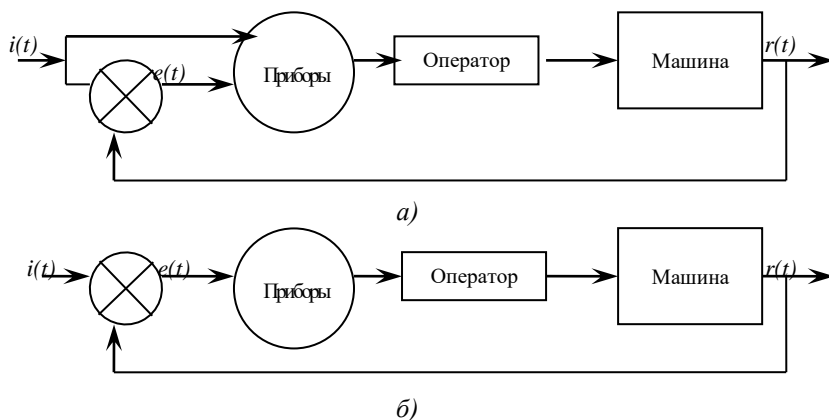 i(t)
e(t)
Приборы
Оператор
Машина
r(t)
а)
i(t)
e(t)
Приборы
Оператор
Машина
r(t)
б)